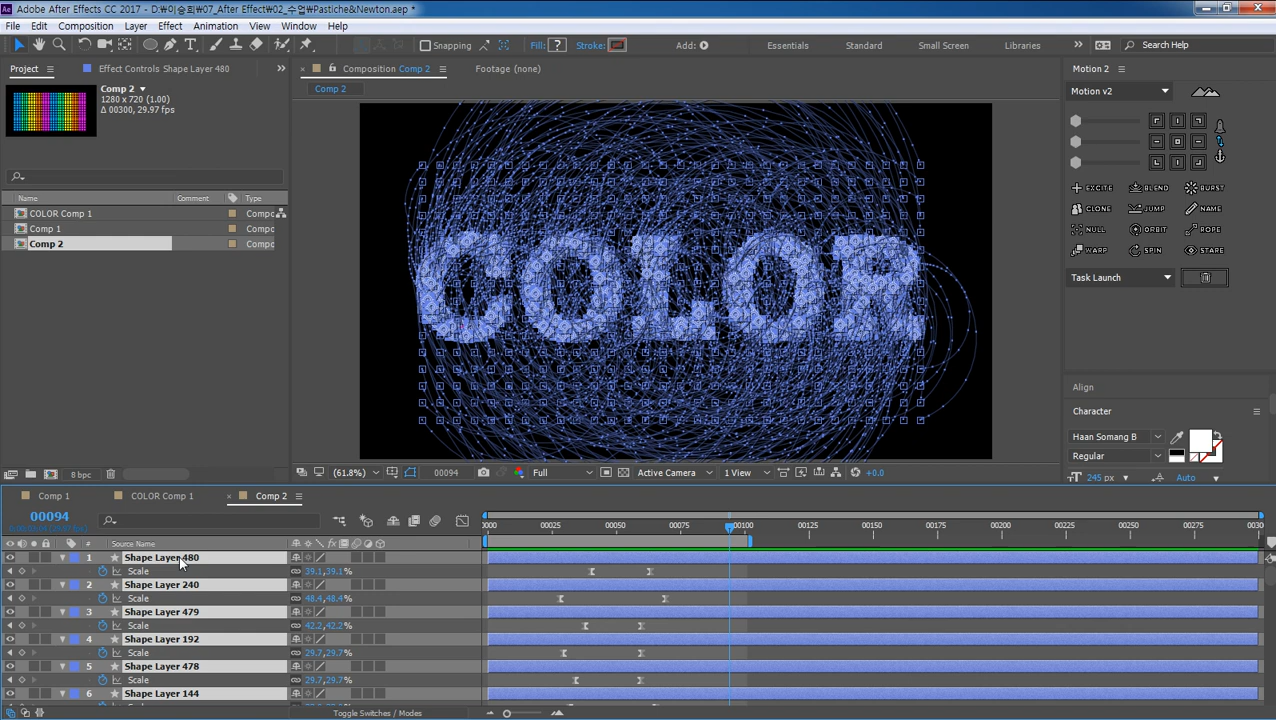 Adobe After Effects CC 2017 - D:₩이승희₩07_After Effect₩02_수업₩Pastiche&Newton.aep *
File Edit Composition Layer Effect Animation View Window Help
Snapping Fill: ? Stroke: Add: Essentials Standard Small Screen Libraries Search Help
Project Effect Controls Shape Layer 480 Composition Comp 2 Footage (none) Motion 2
Comp 2
1280 x 720 (1.00)
Δ 00300, 29.97 fps
Comp 2
Motion v2
Name Comment Type
COLOR Comp 1 Compc
Comp 1 Compc
Comp 2 Compc
COLOR
EXCITE BLEND BURST
CLONE JUMP NAME
NULL ORBIT ROPE
WARP SPIN STARE
Task Launch
Align
Character
Haan Somang B
Regular
245 px Auto
8 bpc
(61.8%) 00094 Full Active Camera 1 View +0.0
Comp 1 COLOR Comp 1 Comp 2
00094
0000 00025 00050 00075 00100 00125 00150 00175 00200 00225 00250 00275 0030
# Source Name
1 Shape Layer 480
Scale 39.1,39.1%
2 Shape Layer 240
Scale 48.4,48.4%
3 Shape Layer 479
Scale 42.2,42.2%
4 Shape Layer 192
Scale 29.7,29.7%
5 Shape Layer 478
Scale 29.7,29.7%
6 Shape Layer 144
Toggle Switches / Modes